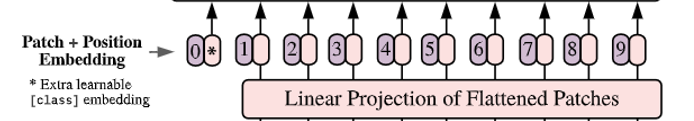 Patch + Position
Embedding
0 * 1 2 3 4 5 6 7 8 9
* Extra learnable
[class] embedding
Linear Projection of Flattened Patches